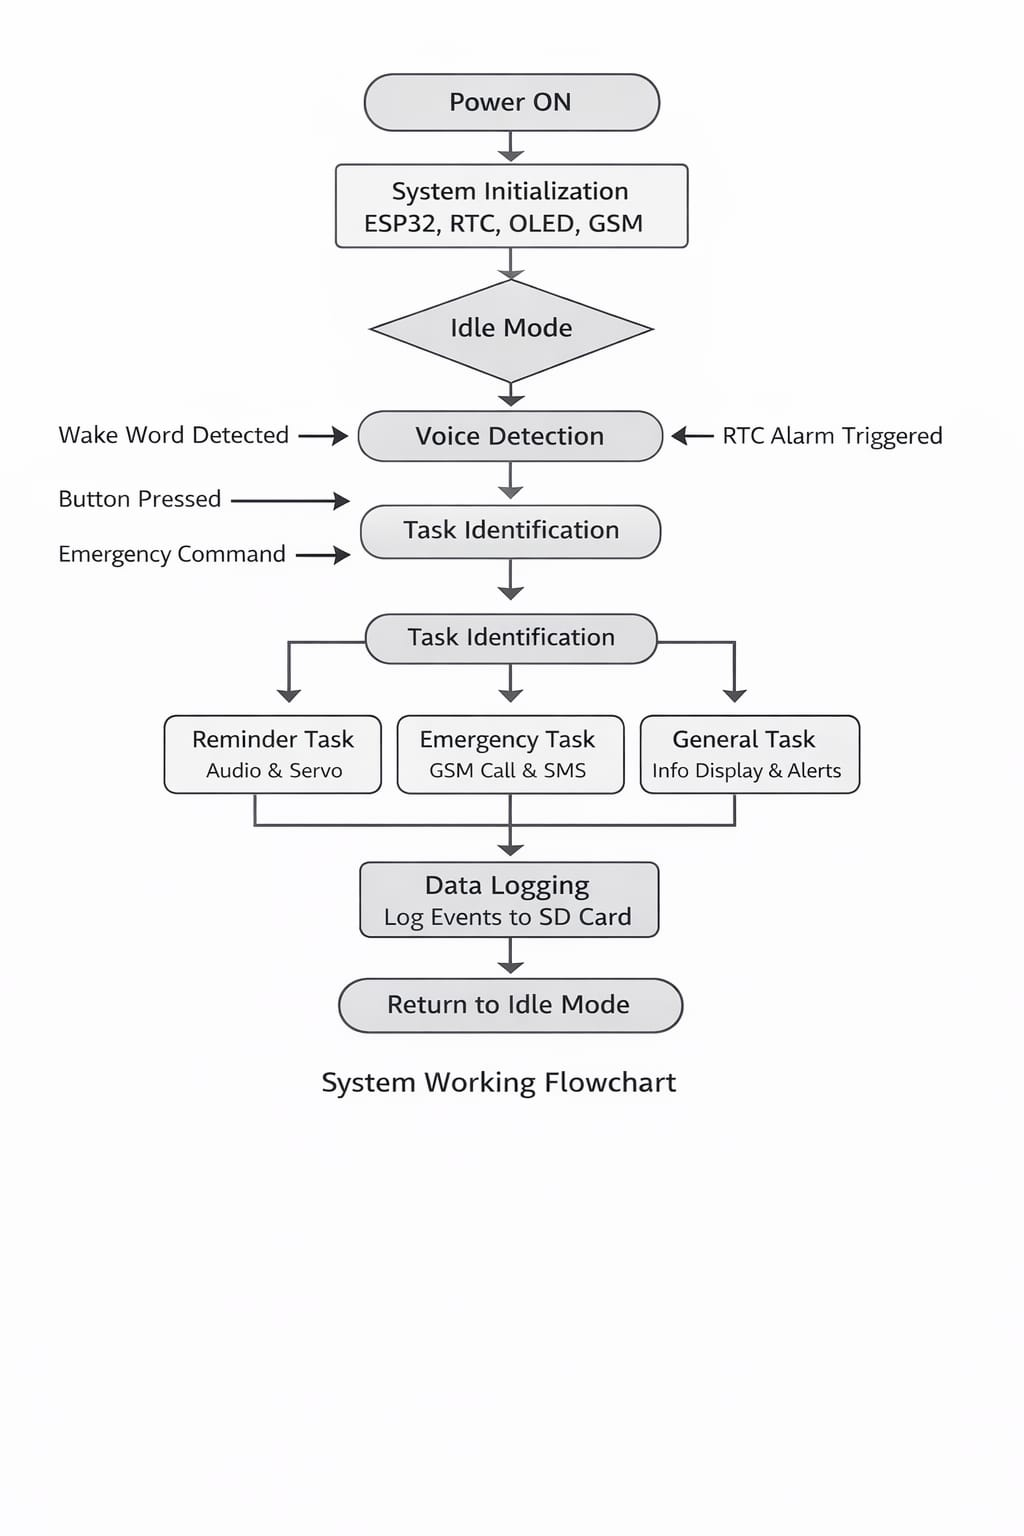 Power ON
System Initialization
ESP32, RTC, OLED, GSM
Idle Mode
Wake Word Detected
Voice Detection
RTC Alarm Triggered
Button Pressed
Task Identification
Emergency Command
Task Identification
Reminder Task
Audio & Servo
Emergency Task
GSM Call & SMS
General Task
Info Display & Alerts
Data Logging
Log Events to SD Card
Return to Idle Mode
System Working Flowchart